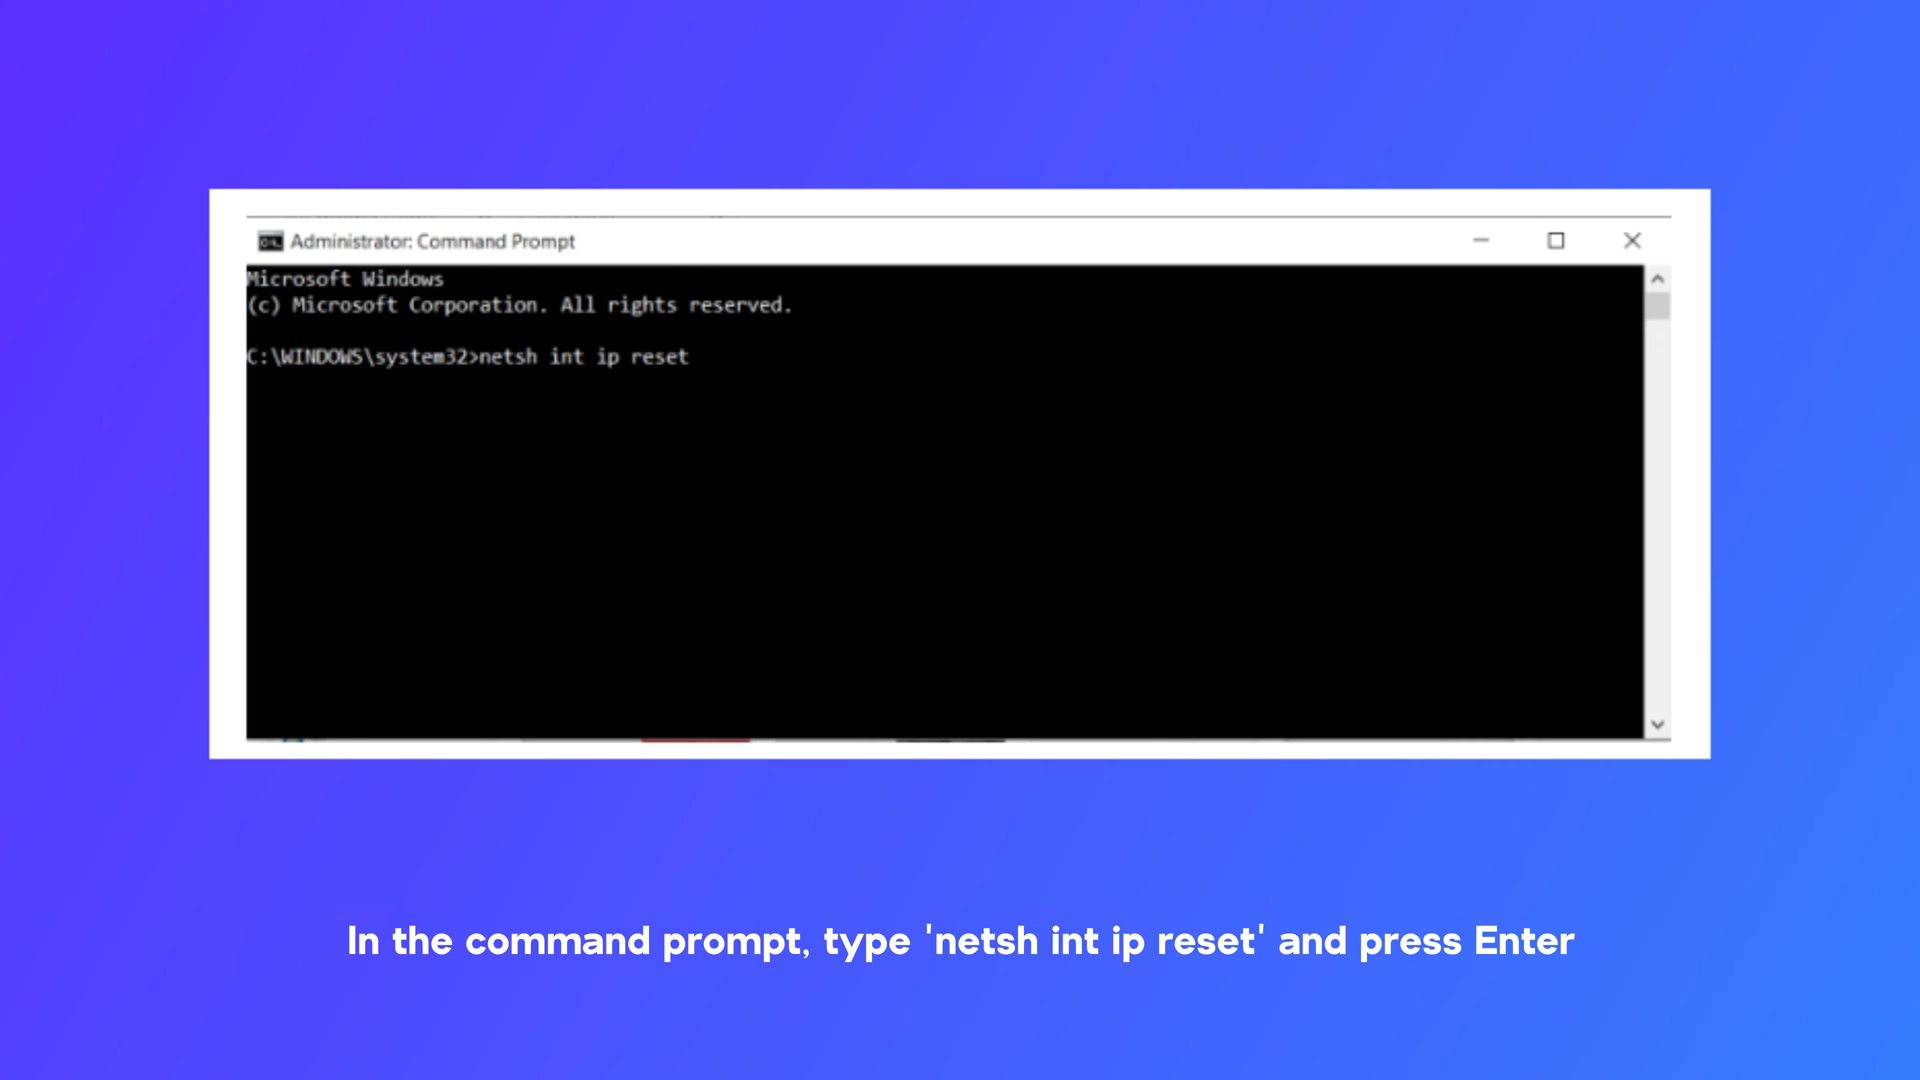 Administrator: Command Prompt
Microsoft Windows
(c) Microsoft Corporation. All rights reserved.
C:\WINDOWS\system32>netsh int ip reset
In the command prompt, type 'netsh int ip reset' and press Enter